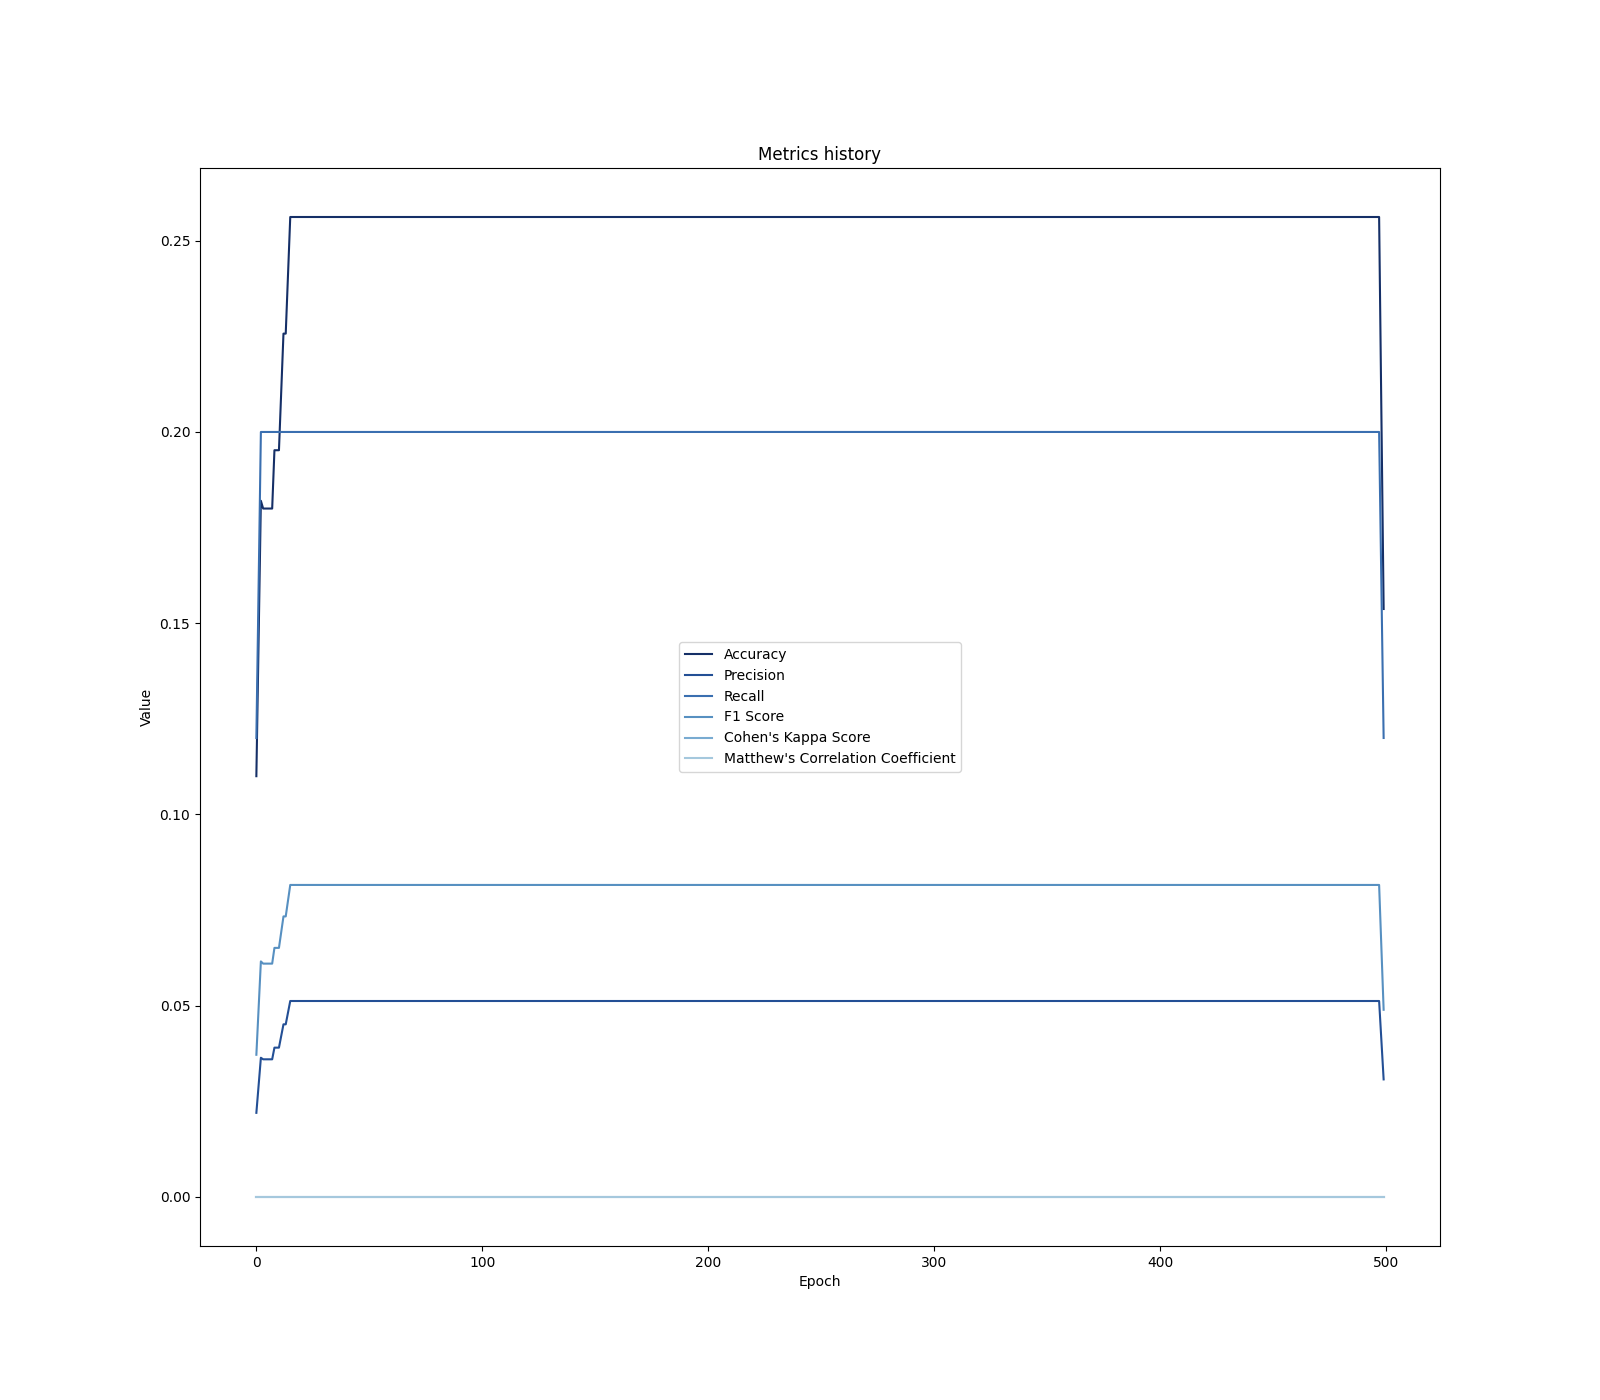 Metrics history
0.25
0.20
0.15
0.10
0.05
0.00
Value
Accuracy
Precision
Recall
F1 Score
Cohen's Kappa Score
Matthew's Correlation Coefficient
0 100 200 300 400 500
Epoch